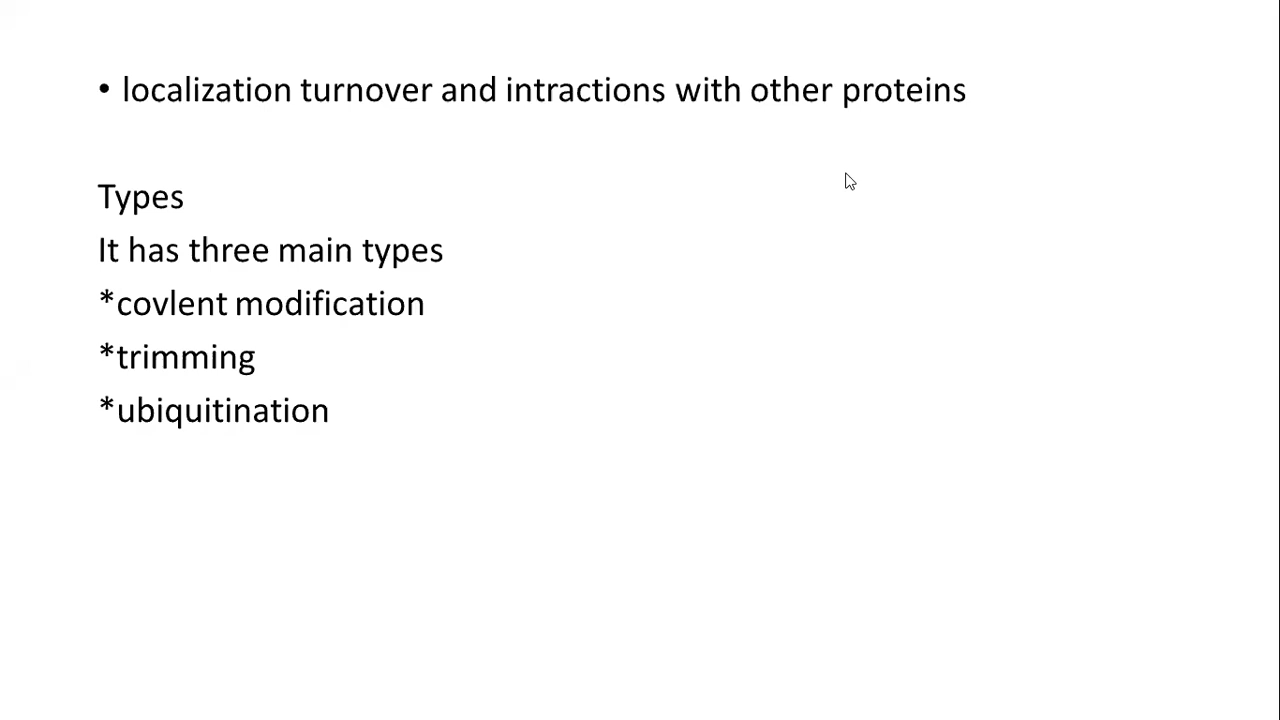 • localization turnover and intractions with other proteins
Types
It has three main types
*covlent modification
*trimming
*ubiquitination